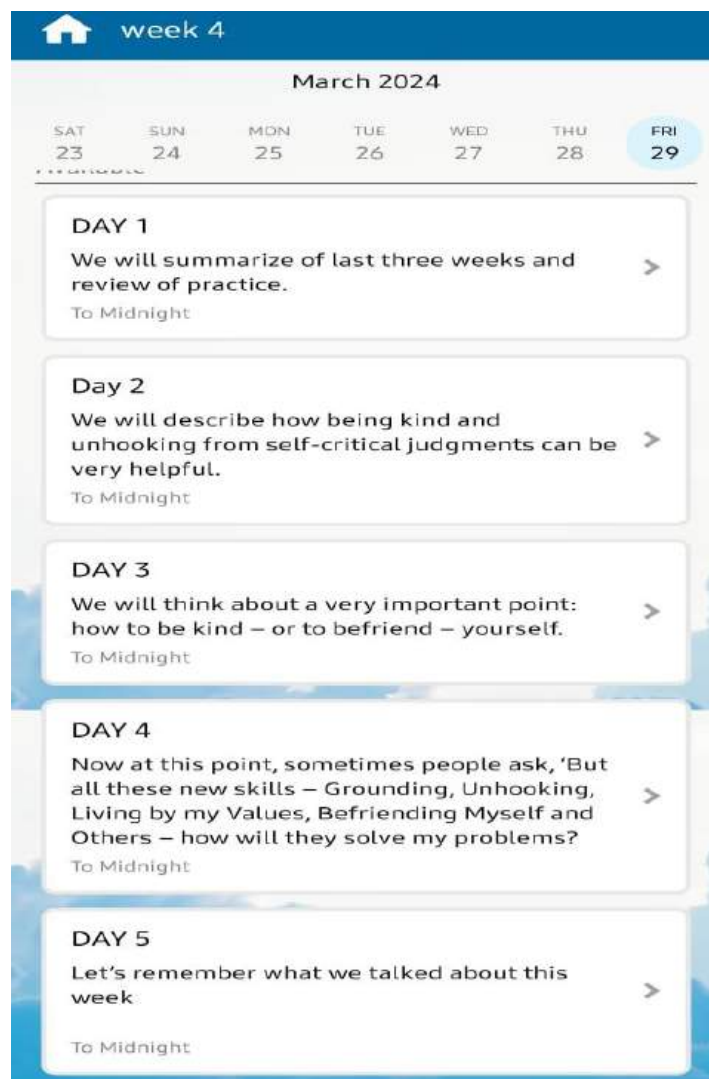 week 4
March 2024
SAT SUN MON TUE WED THU FRI
23 24 25 26 27 28 29
Available
DAY 1
We will summarize of last three weeks and
review of practice.
To Midnight
Day 2
We will describe how being kind and
unhooking from self-critical judgments can be
very helpful.
To Midnight
DAY 3
We will think about a very important point:
how to be kind – or to befriend – yourself.
To Midnight
DAY 4
Now at this point, sometimes people ask, ‘But
all these new skills – Grounding, Unhooking,
Living by my Values, Befriending Myself and
Others – how will they solve my problems?
To Midnight
DAY 5
Let’s remember what we talked about this
week
To Midnight